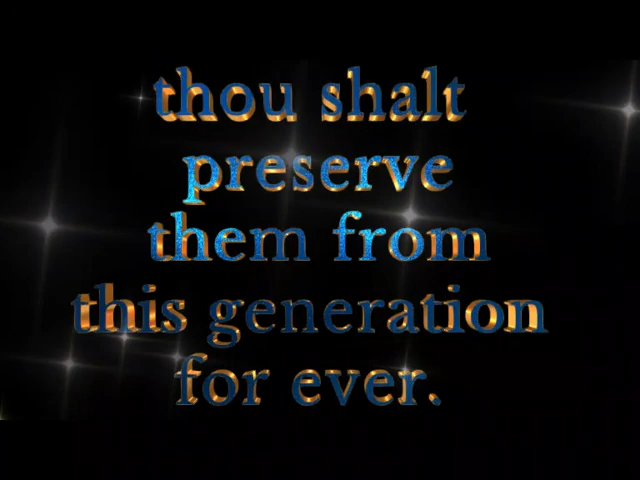 thou shalt
preserve
them from
this generation
for ever.